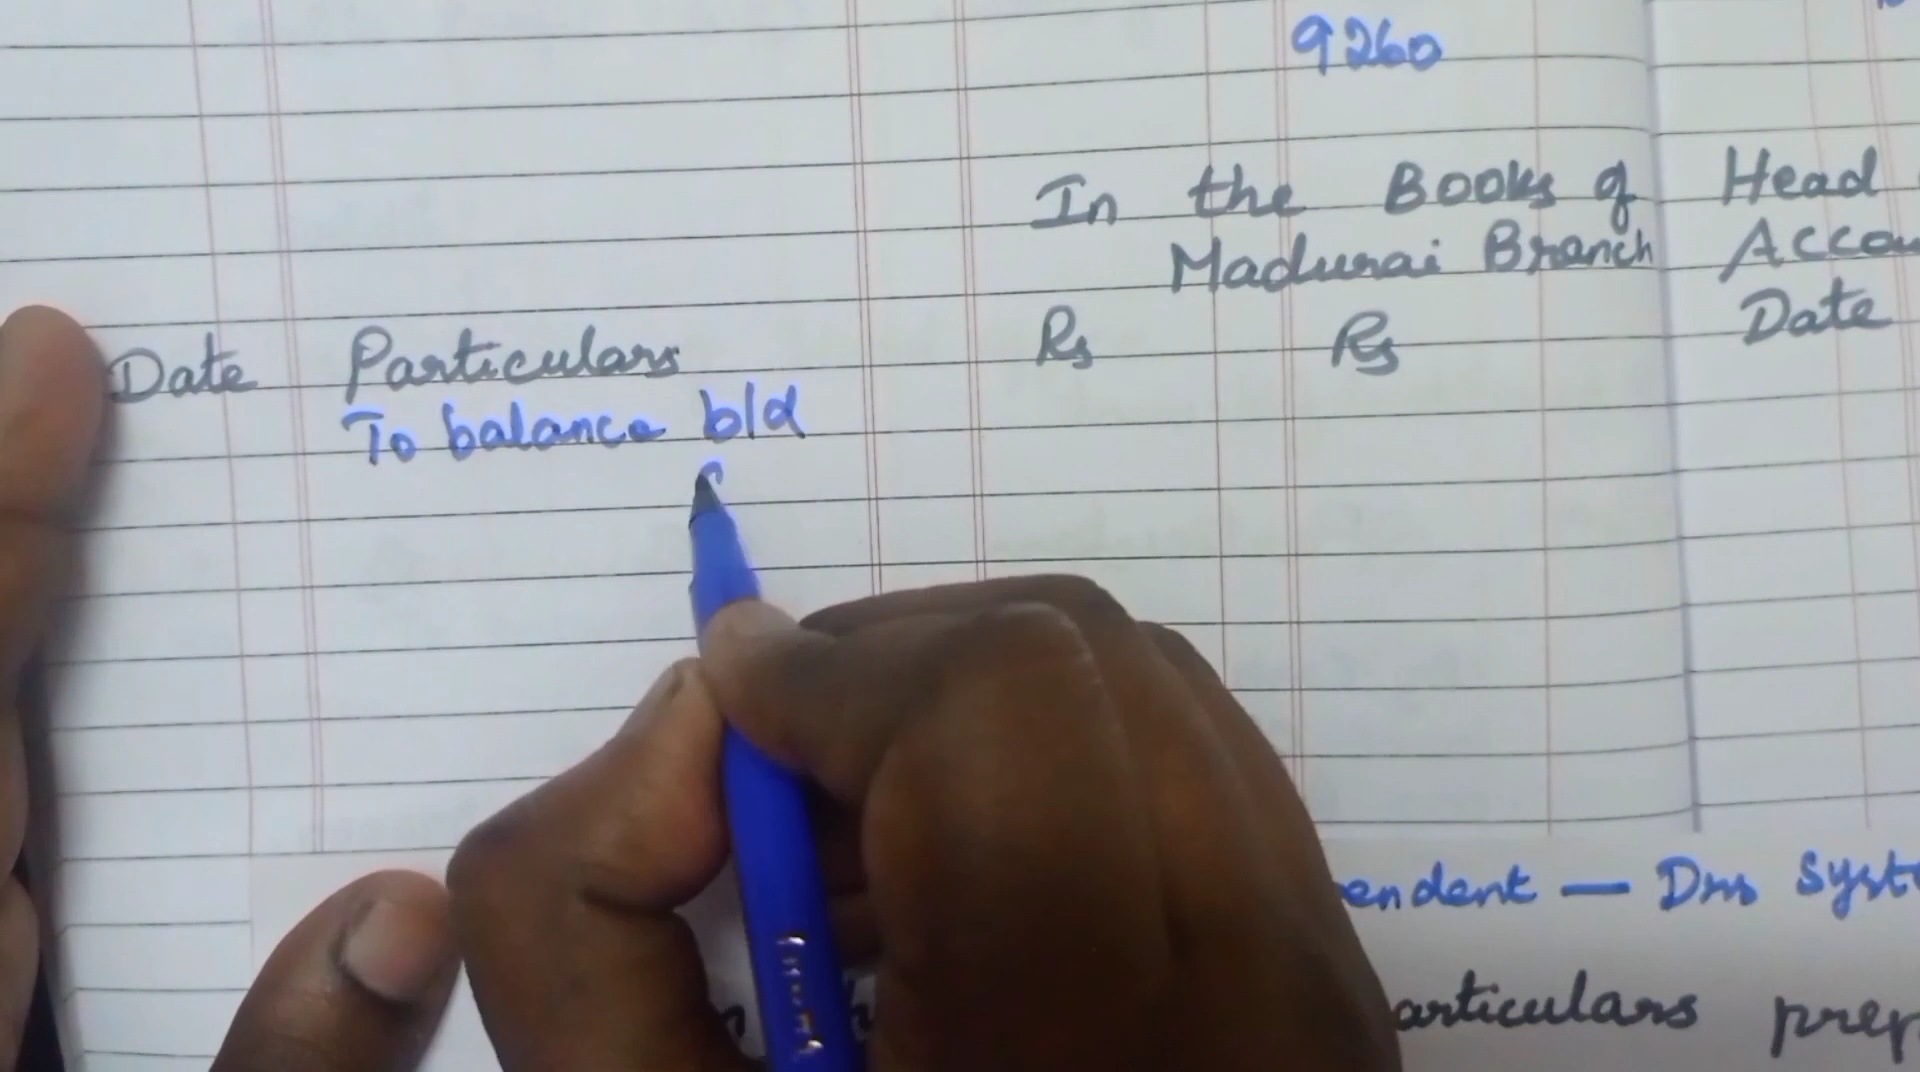 9260
In the Books of Head
Madurai Branch Accou
Date Particulars Rs Rs Date
To balance b/d
endent — Drs Syst
articulars prep